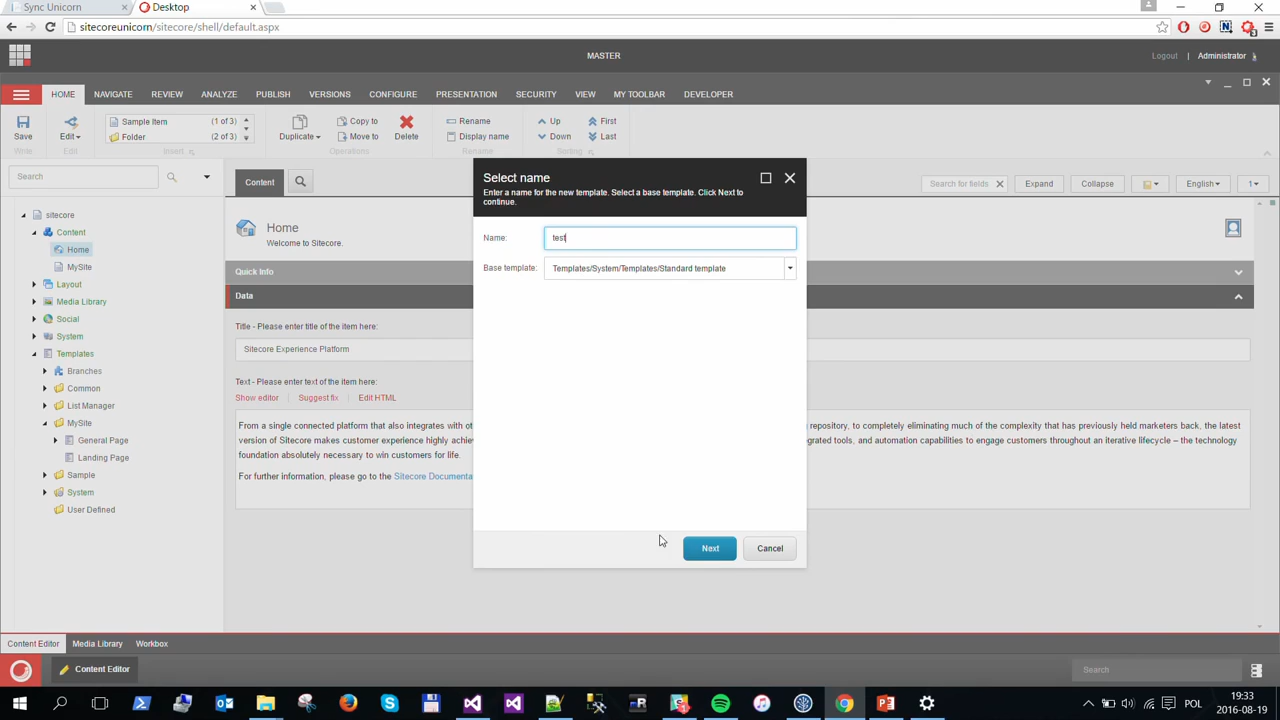 Sync Unicorn
Desktop
sitecoreunicorn/sitecore/shell/default.aspx
MASTER
Logout | Administrator
HOME NAVIGATE REVIEW ANALYZE PUBLISH VERSIONS CONFIGURE PRESENTATION SECURITY VIEW MY TOOLBAR DEVELOPER
Save
Write
Edit
Edit
Sample Item (1 of 3)
Folder (2 of 3)
Insert
Duplicate
Copy to
Move to
Delete
Operations
Rename
Display name
Rename
Up
Down
First
Last
Sorting
Search
sitecore
Content
Home
MySite
Layout
Media Library
Social
System
Templates
Branches
Common
List Manager
MySite
General Page
Landing Page
Sample
System
User Defined
Content
Search for fields
Expand
Collapse
English
1
Home
Welcome to Sitecore.
Quick Info
Data
Title - Please enter title of the item here:
Sitecore Experience Platform
Text - Please enter text of the item here:
Show editor | Suggest fix | Edit HTML
From a single connected platform that also integrates with
repository, to completely eliminating much of the complexity that has previously held marketers back, the latest
version of Sitecore makes customer experience highly
tools, and automation capabilities to engage customers throughout an iterative lifecycle – the technology
foundation absolutely necessary to win customers for life.
For further information, please go to the Sitecore
Select name
Enter a name for the new template. Select a base template. Click Next to
continue.
Name: test
Base template: Templates/System/Templates/Standard template
Next
Cancel
Content Editor
Media Library
Workbox
Content Editor
Search
POL
19:33
2016-08-19